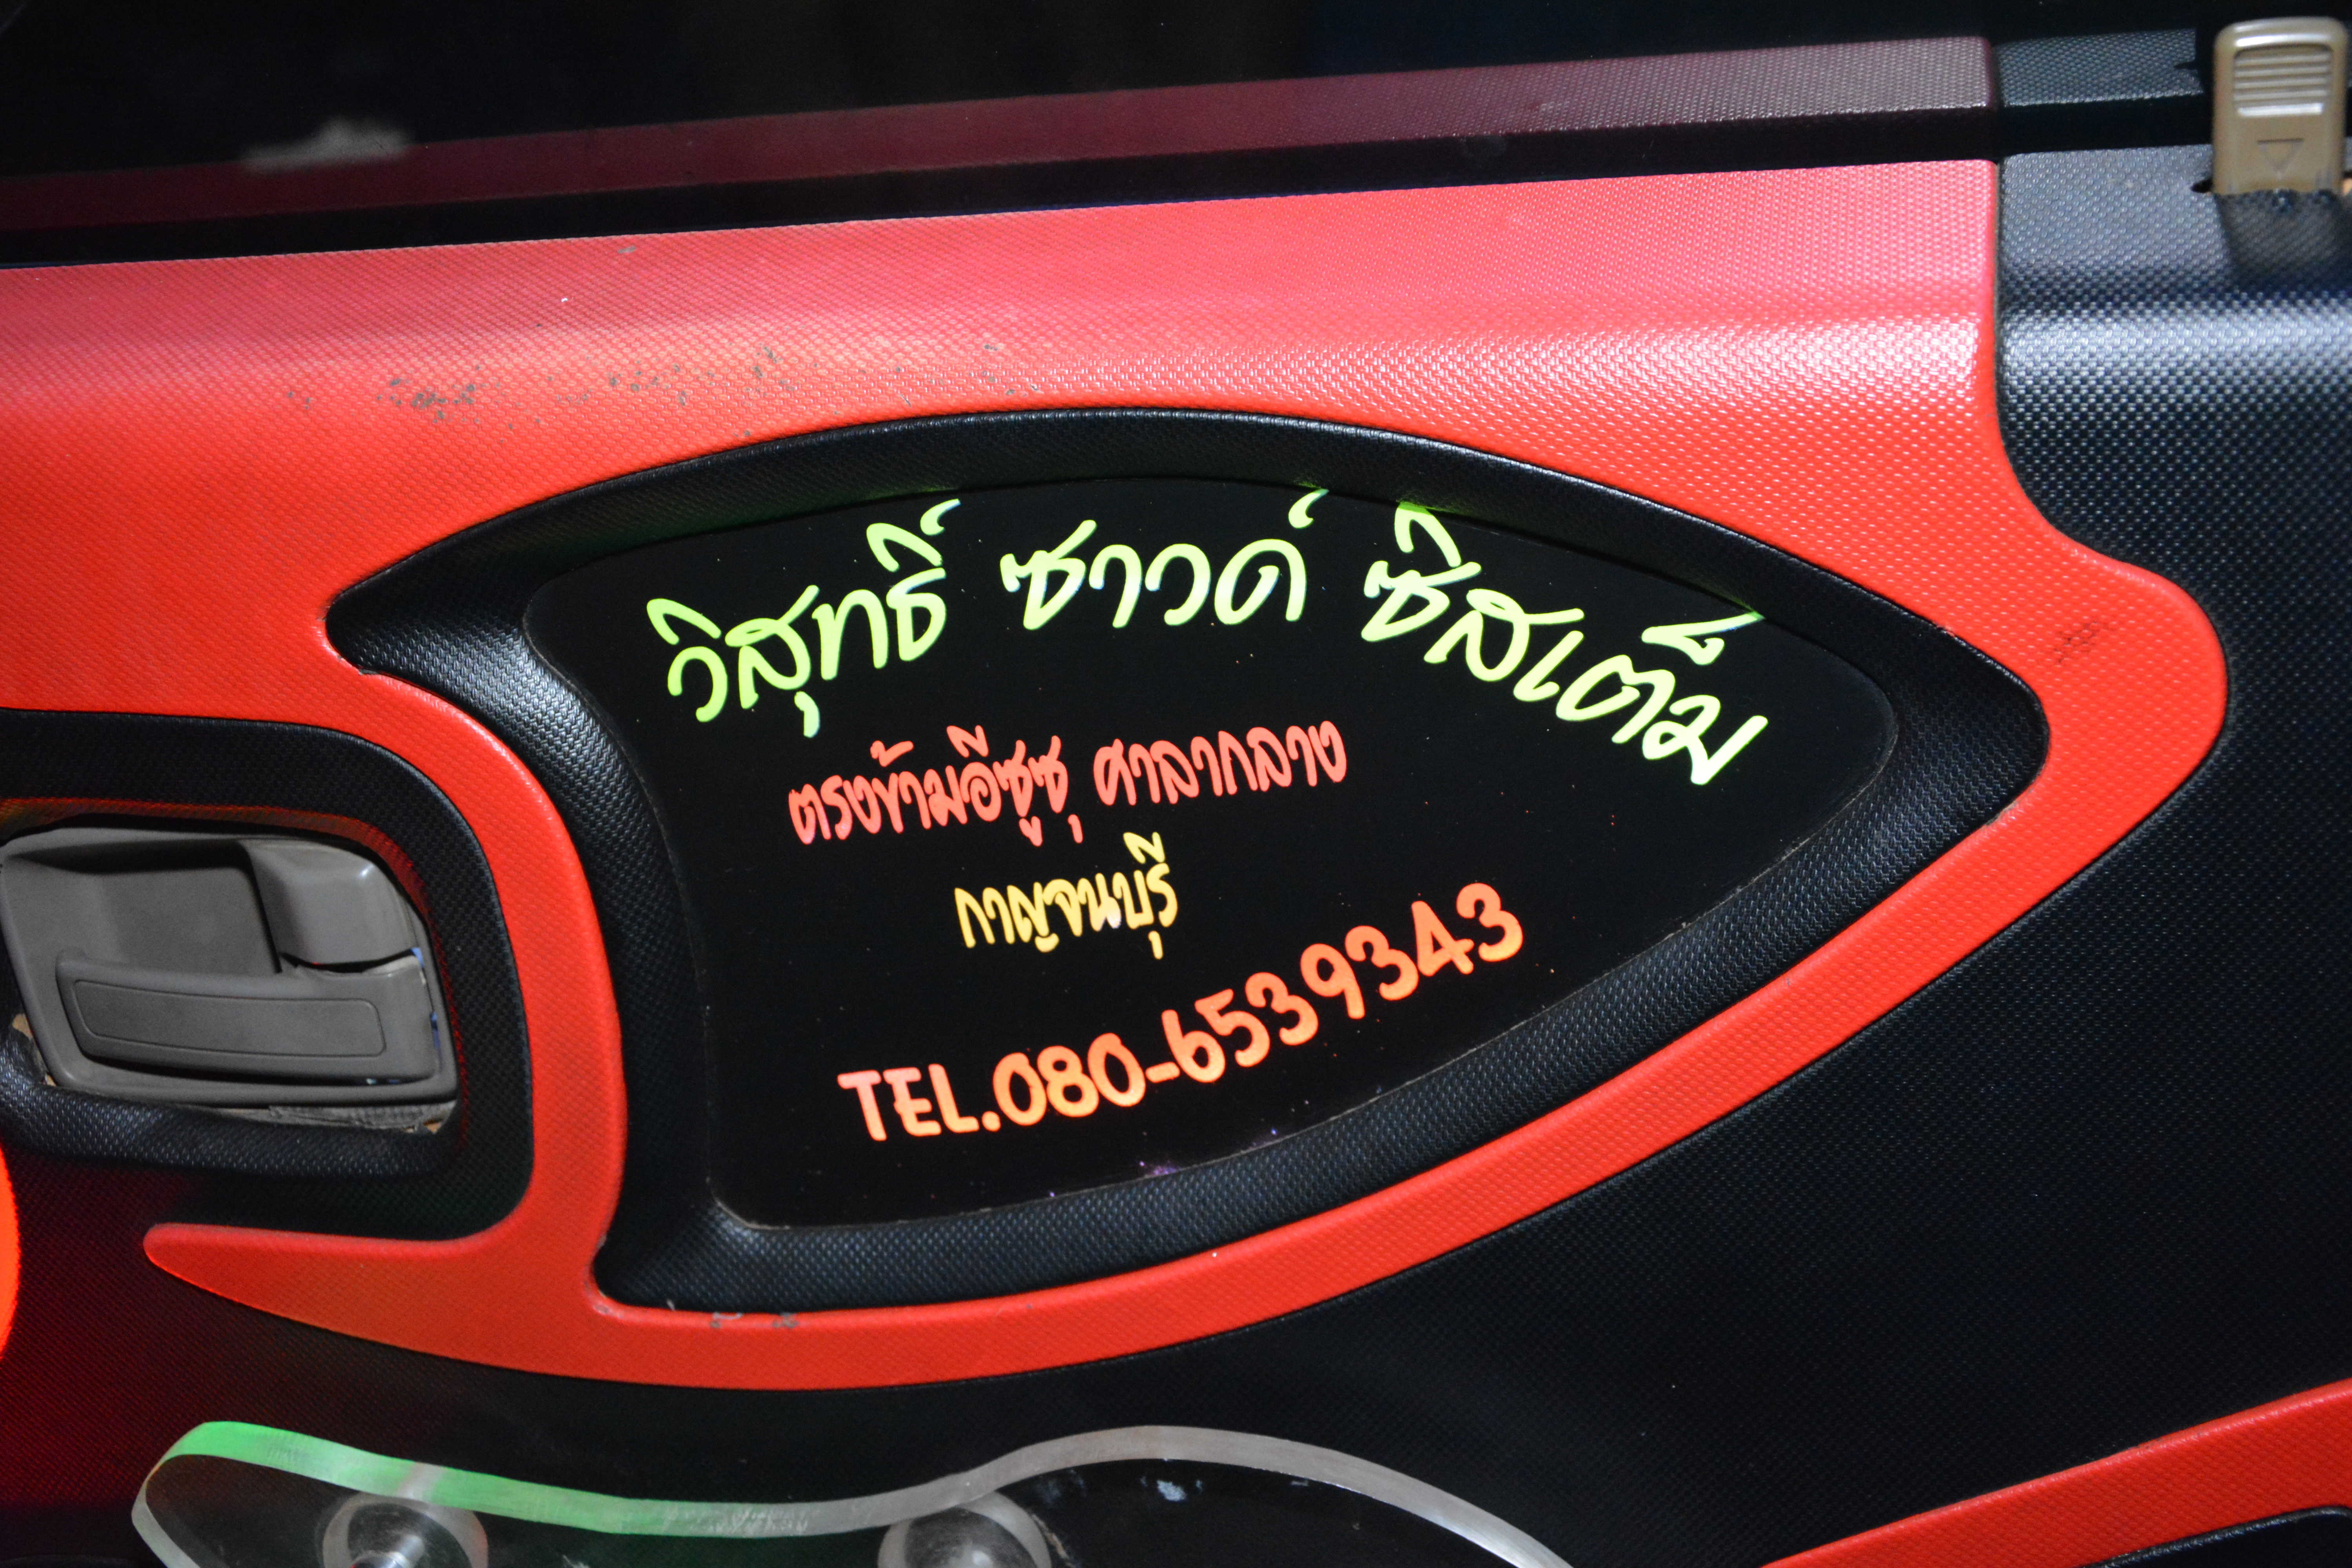 วิสุทธิ์ ซาวด์ ซิสเต็ม
ตรงข้ามอีซูซุ ศาลากลาง
กาญจนบุรี
TEL.080-6539343